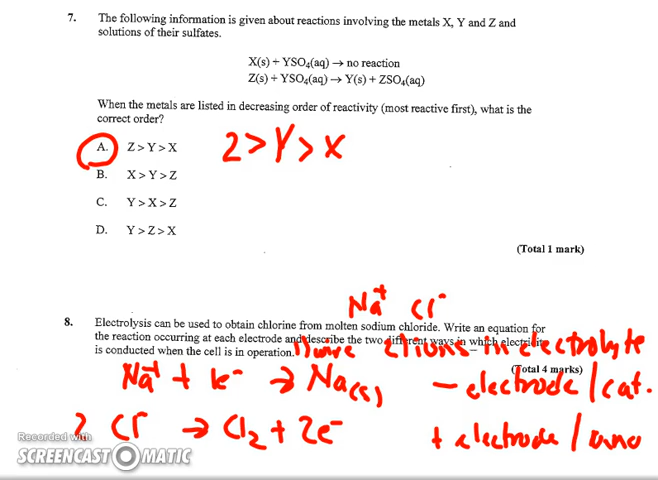 7. The following information is given about reactions involving the metals X, Y and Z and
solutions of their sulfates.
X(s) + YSO₄(aq) → no reaction
Z(s) + YSO₄(aq) → Y(s) + ZSO₄(aq)
When the metals are listed in decreasing order of reactivity (most reactive first), what is the
correct order?
A. Z > Y > X
Z > Y > X
B. X > Y > Z
C. Y > X > Z
D. Y > Z > X
(Total 1 mark)
Na⁺ Cl⁻
8. Electrolysis can be used to obtain chlorine from molten sodium chloride. Write an equation for
the reaction occurring at each electrode and describe the two different ways in which electricity
is conducted when the cell is in operation.
in electrolyte
(Total 4 marks)
Na⁺ + 1e⁻ → Na(s)
– electrode / cat.
2 Cl⁻ → Cl₂ + 2e⁻
+ electrode / ano
Recorded with
SCREENCAST O MATIC